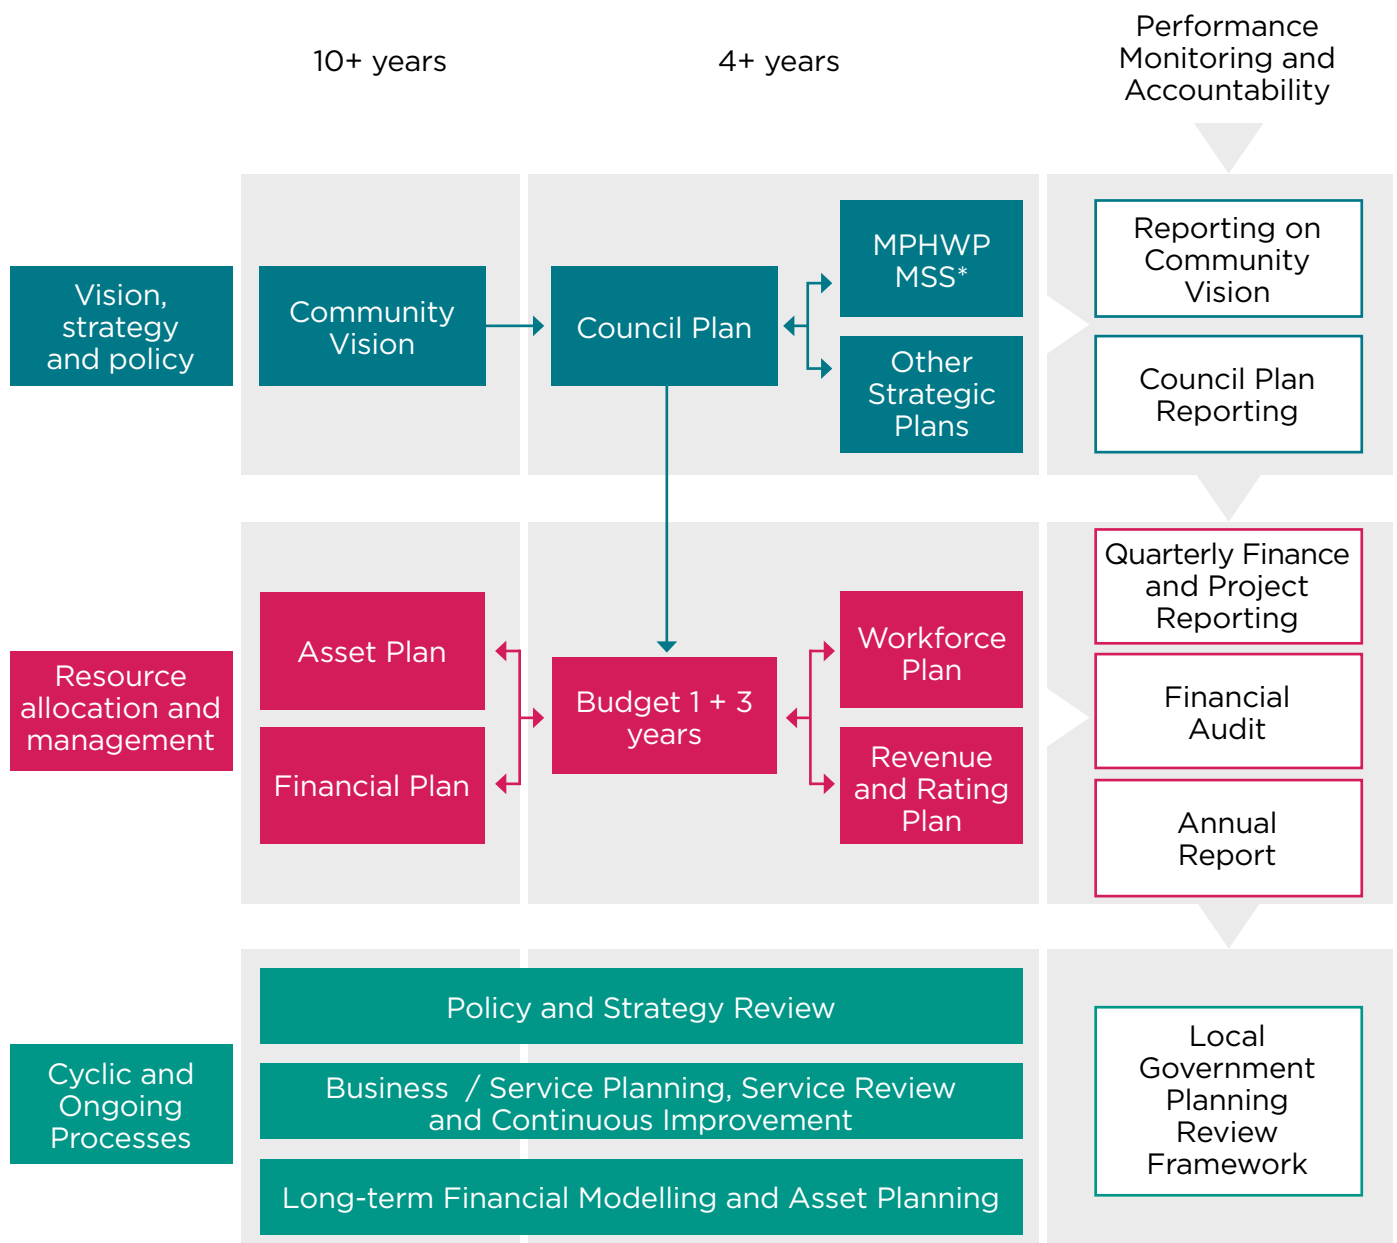 10+ years
4+ years
Performance
Monitoring and
Accountability
Vision,
strategy
and policy
Community
Vision
Council Plan
MPHWP
MSS*
Other
Strategic
Plans
Reporting on
Community
Vision
Council Plan
Reporting
Resource
allocation and
management
Asset Plan
Financial Plan
Budget 1 + 3
years
Workforce
Plan
Revenue
and Rating
Plan
Quarterly Finance
and Project
Reporting
Financial
Audit
Annual
Report
Cyclic and
Ongoing
Processes
Policy and Strategy Review
Business / Service Planning, Service Review
and Continuous Improvement
Long-term Financial Modelling and Asset Planning
Local
Government
Planning
Review
Framework